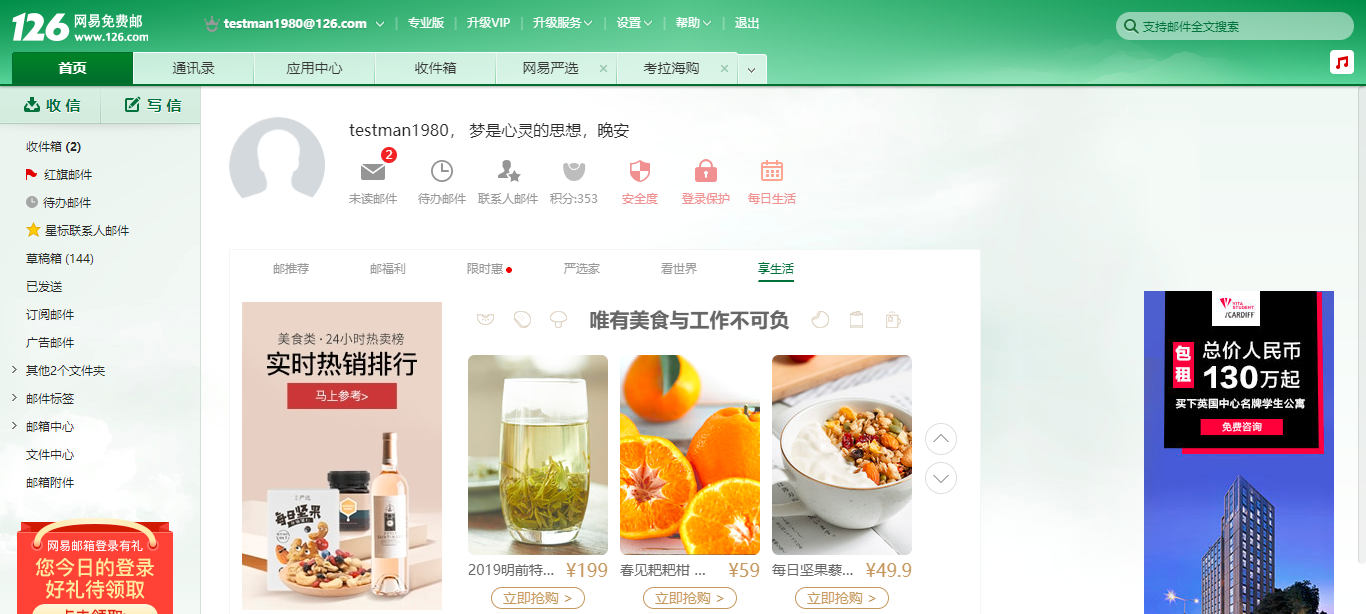 126 网易免费邮
www.126.com
testman1980@126.com
专业版
升级VIP
升级服务
设置
帮助
退出
支持邮件全文搜索
首页
通讯录
应用中心
收件箱
网易严选
考拉海购
收 信
写 信
收件箱 (2)
红旗邮件
待办邮件
星标联系人邮件
草稿箱 (144)
已发送
订阅邮件
广告邮件
其他2个文件夹
邮件标签
邮箱中心
文件中心
邮箱附件
网易邮箱登录有礼
您今日的登录
好礼待领取
testman1980， 梦是心灵的思想，晚安
2
未读邮件
待办邮件
联系人邮件
积分:353
安全度
登录保护
每日生活
邮推荐
邮福利
限时惠
严选家
看世界
享生活
美食类 · 24小时热卖榜
实时热销排行
马上参考>
每日坚果
唯有美食与工作不可负
2019明前特... ¥199
立即抢购 >
春见耙耙柑 ... ¥59
立即抢购 >
每日坚果藜... ¥49.9
立即抢购 >
VITA
STUDENT
/CARDIFF
包租
总价人民币
130万起
买下英国中心名牌学生公寓
免费咨询